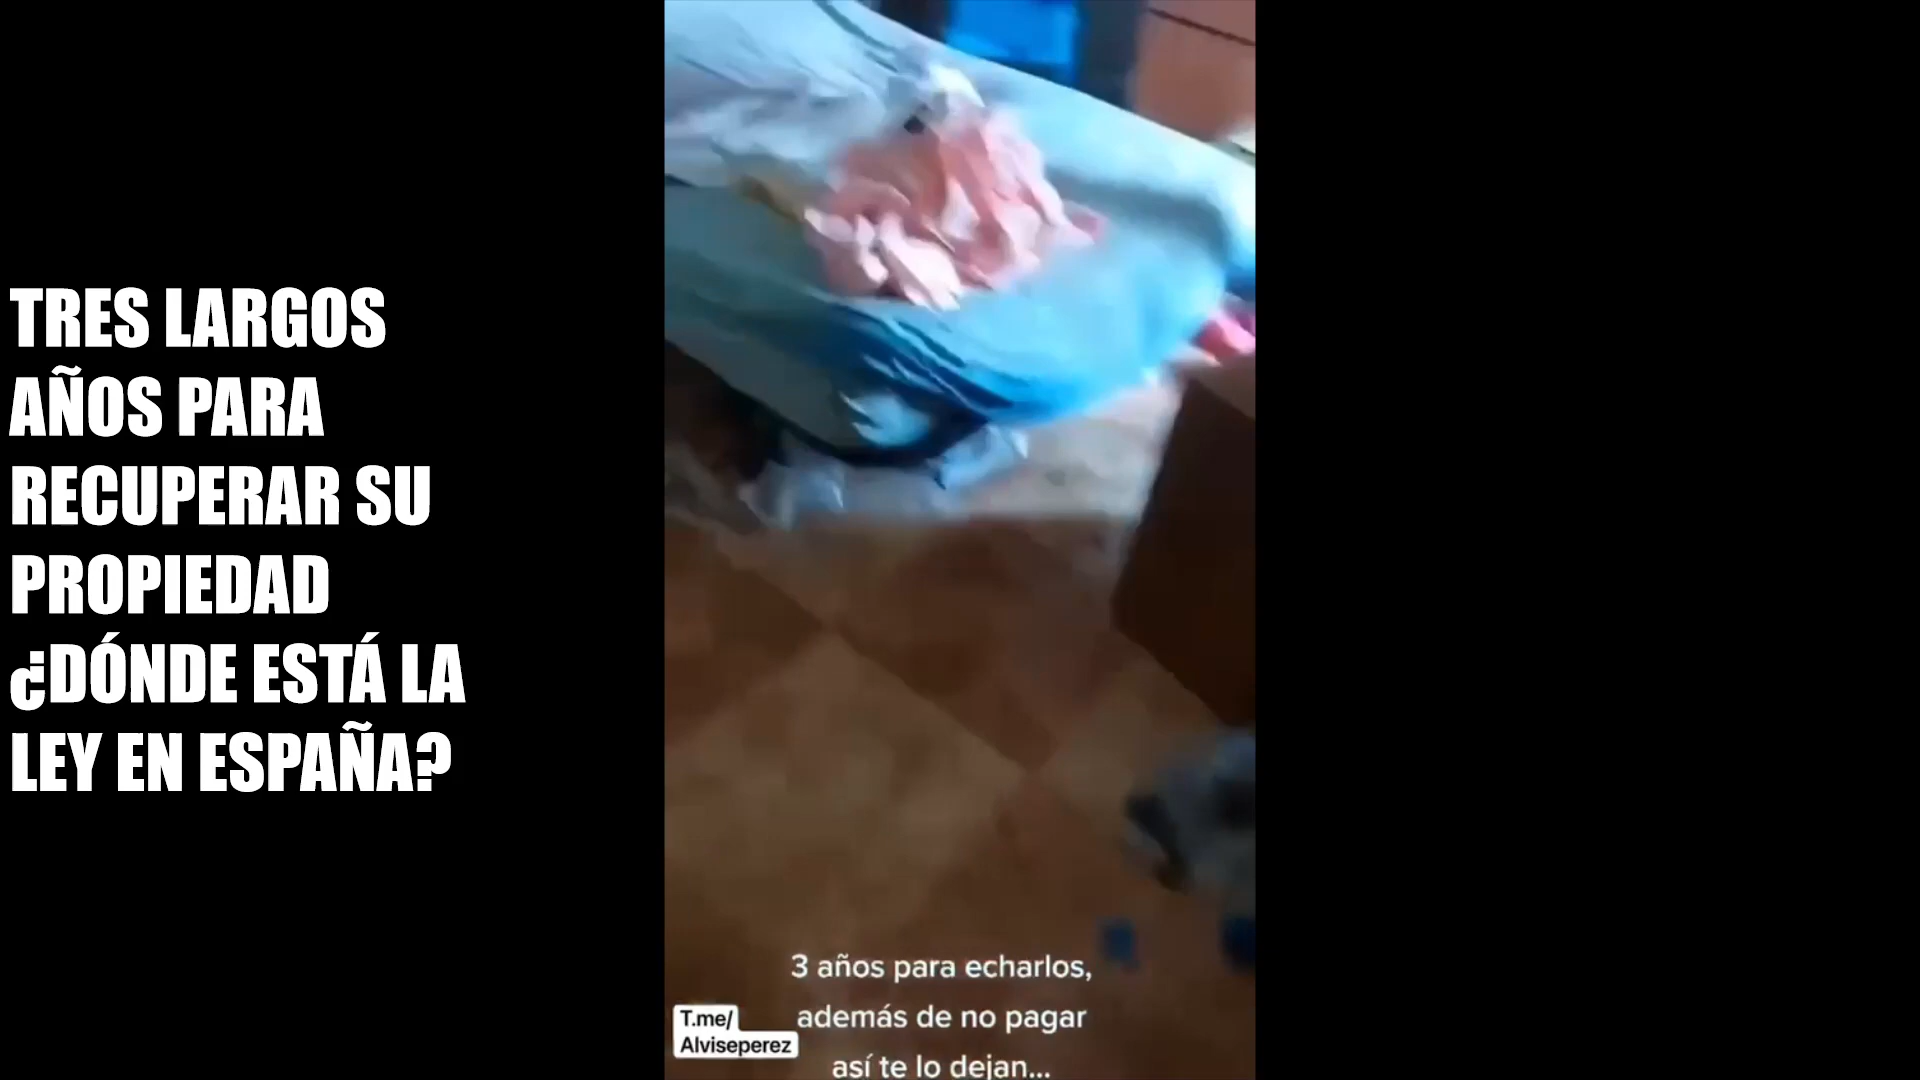 TRES LARGOS
AÑOS PARA
RECUPERAR SU
PROPIEDAD
¿DÓNDE ESTÁ LA
LEY EN ESPAÑA?
3 años para echarlos,
además de no pagar
así te lo dejan...
T.me/
Alviseperez